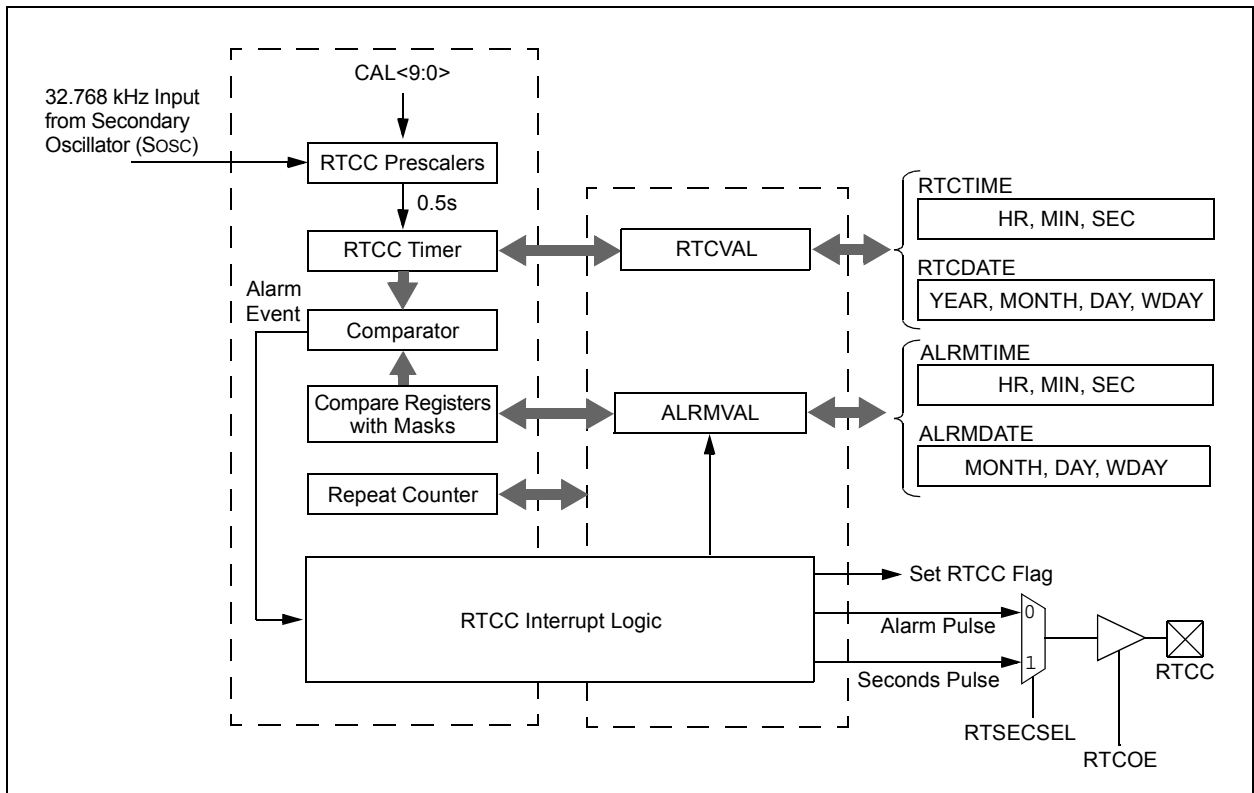 CAL<9:0>
32.768 kHz Input
from Secondary
Oscillator (SOSC)
RTCC Prescalers
0.5s
RTCC Timer
RTCVAL
RTCTIME
HR, MIN, SEC
RTCDATE
YEAR, MONTH, DAY, WDAY
Alarm
Event
Comparator
Compare Registers
with Masks
ALRMVAL
ALRMTIME
HR, MIN, SEC
ALRMDATE
MONTH, DAY, WDAY
Repeat Counter
RTCC Interrupt Logic
Set RTCC Flag
Alarm Pulse
0
Seconds Pulse
1
RTCC
RTSECSEL
RTCOE